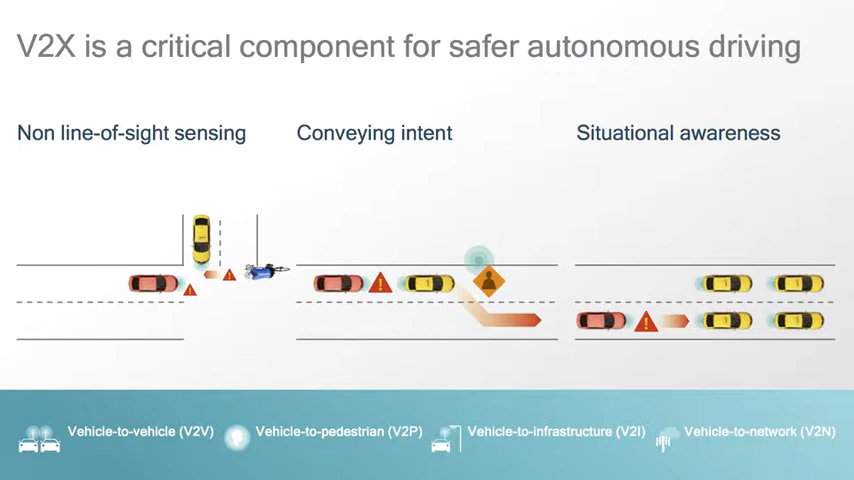 V2X is a critical component for safer autonomous driving
Non line-of-sight sensing
Conveying intent
Situational awareness
Vehicle-to-vehicle (V2V)
Vehicle-to-pedestrian (V2P)
Vehicle-to-infrastructure (V2I)
Vehicle-to-network (V2N)